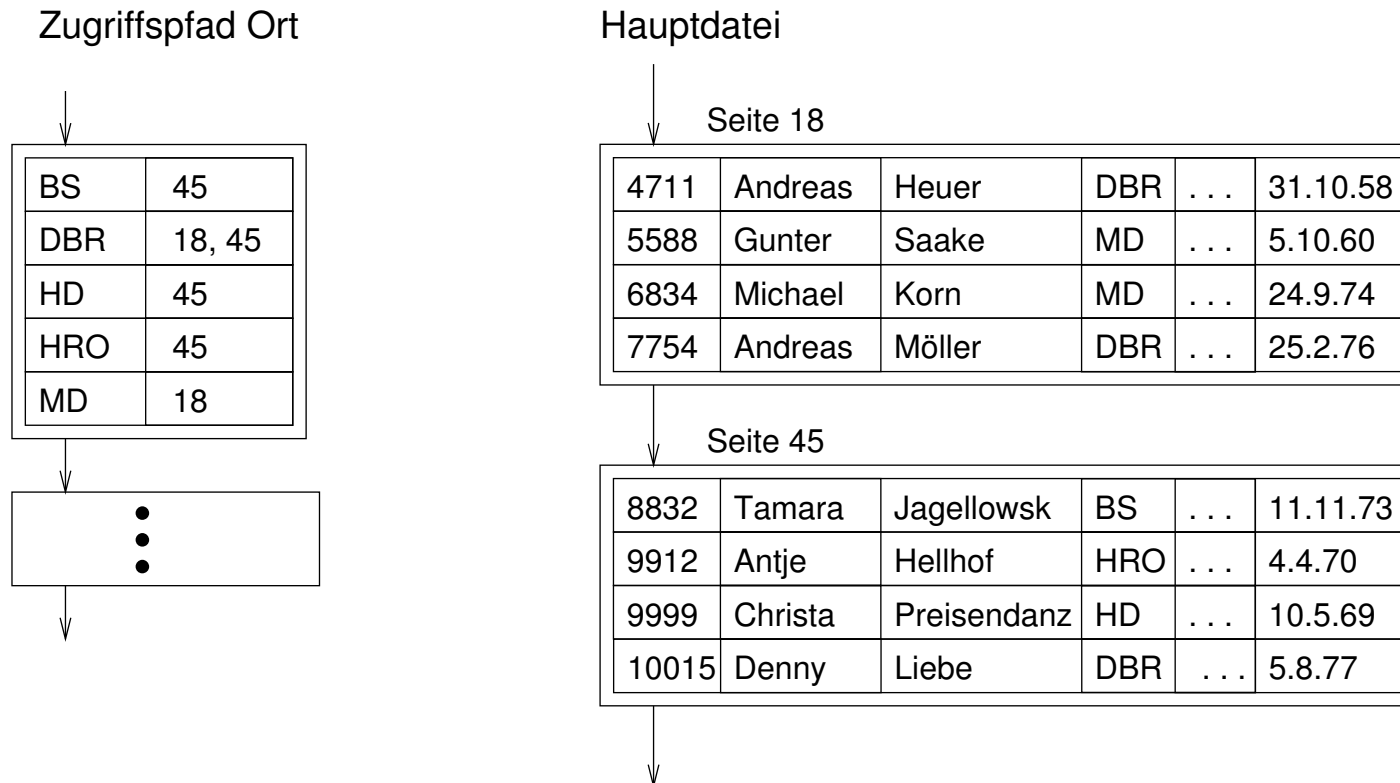 Zugriffspfad Ort
BS 45
DBR 18, 45
HD 45
HRO 45
MD 18
Hauptdatei
Seite 18
4711 Andreas Heuer DBR . . . 31.10.58
5588 Gunter Saake MD . . . 5.10.60
6834 Michael Korn MD . . . 24.9.74
7754 Andreas Möller DBR . . . 25.2.76
Seite 45
8832 Tamara Jagellowsk BS . . . 11.11.73
9912 Antje Hellhof HRO . . . 4.4.70
9999 Christa Preisendanz HD . . . 10.5.69
10015 Denny Liebe DBR . . . 5.8.77